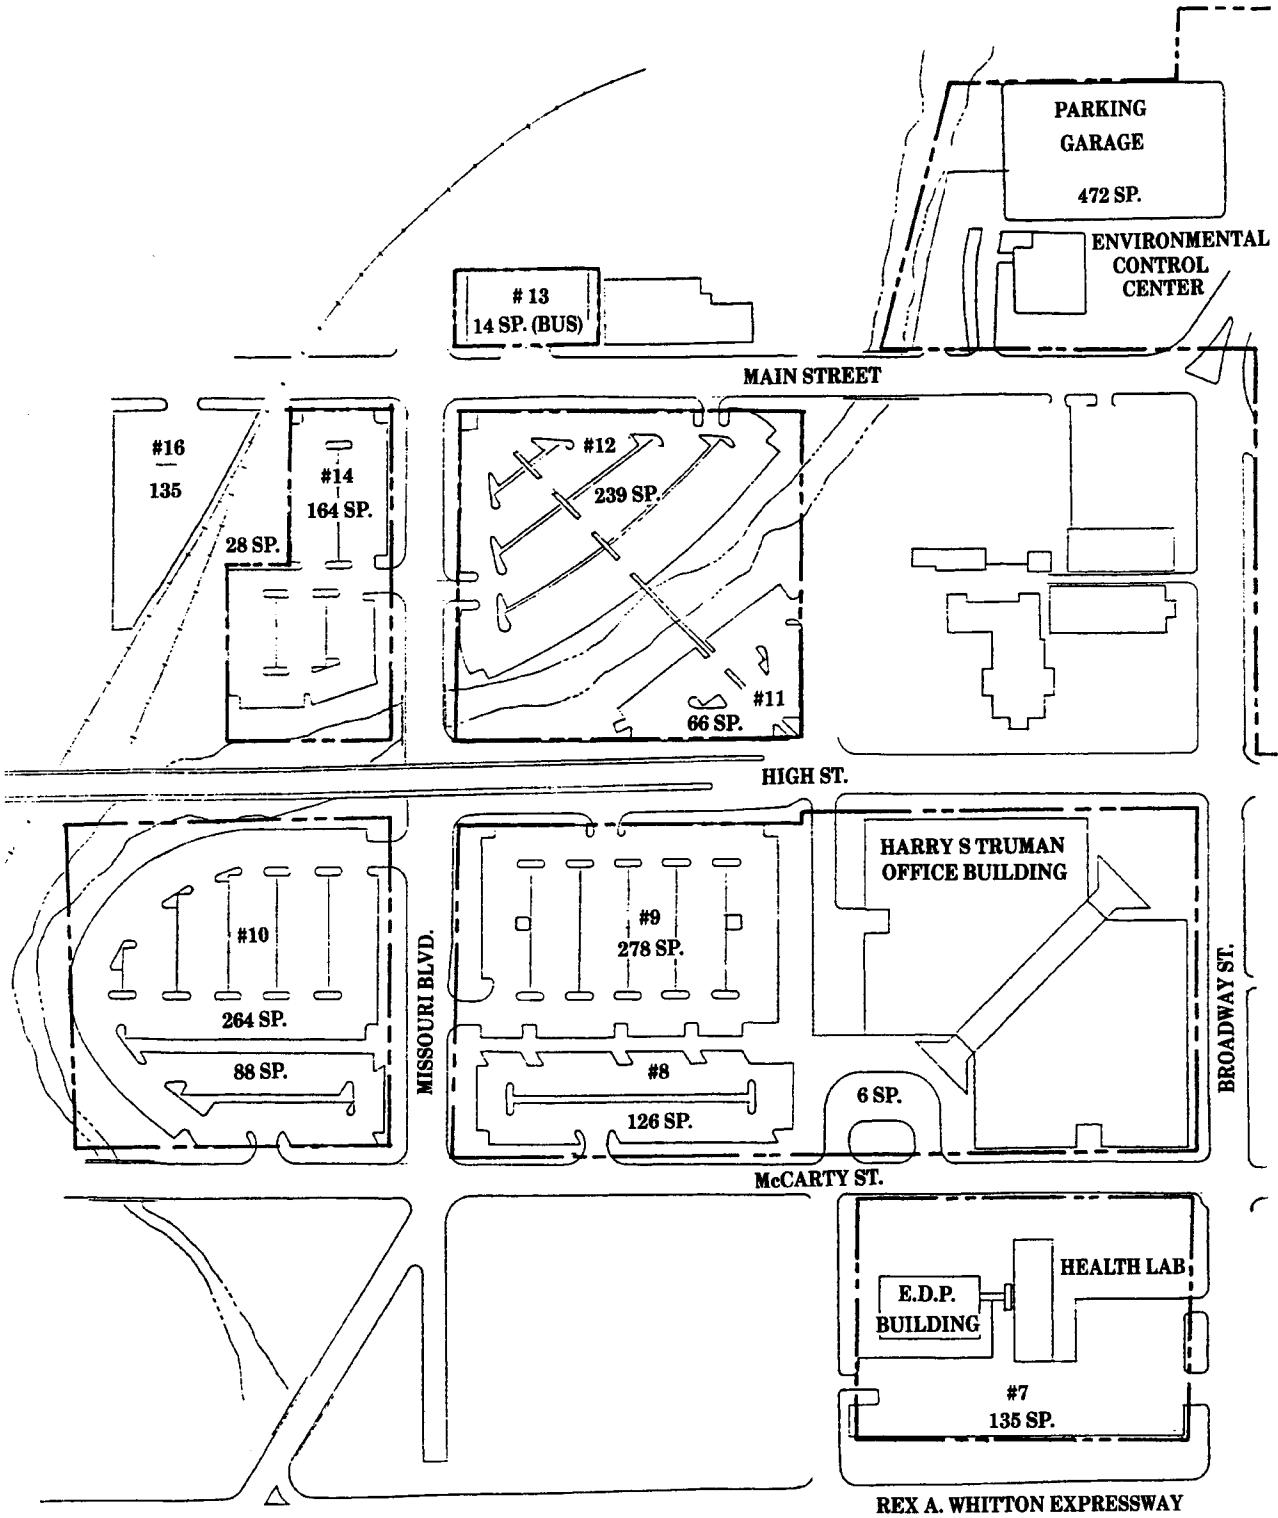 PARKING
GARAGE
472 SP.
ENVIRONMENTAL
CONTROL
CENTER
# 13
14 SP. (BUS)
MAIN STREET
#16
135
#14
164 SP.
28 SP.
#12
239 SP.
#11
66 SP.
HIGH ST.
HARRY S TRUMAN
OFFICE BUILDING
#10
264 SP.
88 SP.
MISSOURI BLVD.
#9
278 SP.
#8
126 SP.
6 SP.
BROADWAY ST.
McCARTY ST.
E.D.P.
BUILDING
HEALTH LAB
#7
135 SP.
REX A. WHITTON EXPRESSWAY